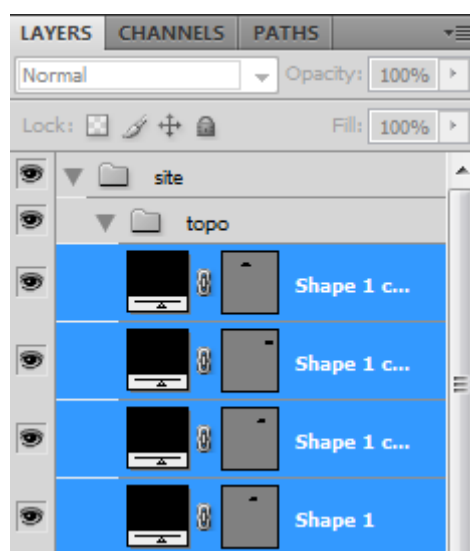 LAYERS CHANNELS PATHS
Normal Opacity: 100%
Lock: Fill: 100%
site
topo
Shape 1 c...
Shape 1 c...
Shape 1 c...
Shape 1